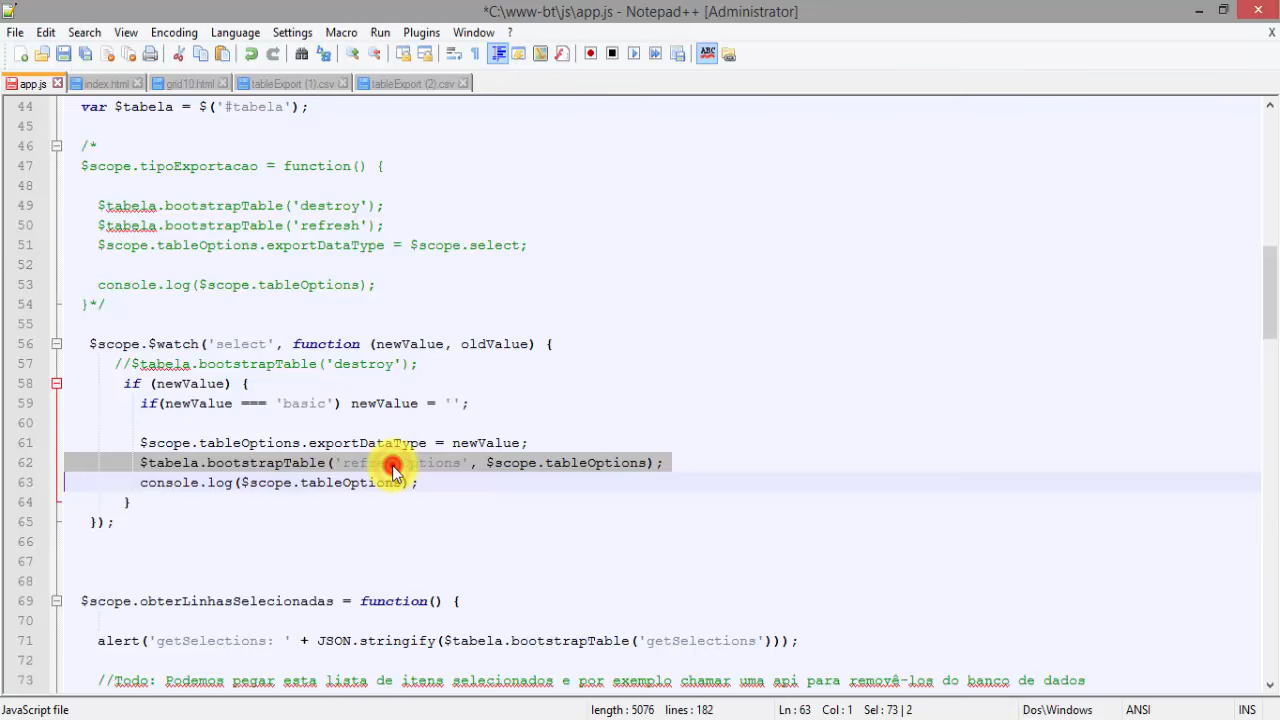 *C:\www-bt\js\app.js - Notepad++ [Administrator]
File Edit Search View Encoding Language Settings Macro Run Plugins Window ? X
app.js index.html grid10.html tableExport (1).csv tableExport (2).csv
44 var $tabela = $('#tabela');
45
46 /*
47 $scope.tipoExportacao = function() {
48
49 $tabela.bootstrapTable('destroy');
50 $tabela.bootstrapTable('refresh');
51 $scope.tableOptions.exportDataType = $scope.select;
52
53 console.log($scope.tableOptions);
54 }*/
55
56 $scope.$watch('select', function (newValue, oldValue) {
57 //$tabela.bootstrapTable('destroy');
58 if (newValue) {
59 if(newValue === 'basic') newValue = '';
60
61 $scope.tableOptions.exportDataType = newValue;
62 $tabela.bootstrapTable('refreshOptions', $scope.tableOptions);
63 console.log($scope.tableOptions);
64 }
65 });
66
67
68
69 $scope.obterLinhasSelecionadas = function() {
70
71 alert('getSelections: ' + JSON.stringify($tabela.bootstrapTable('getSelections')));
72
73 //Todo: Podemos pegar esta lista de itens selecionados e por exemplo chamar uma api para removê-los do banco de dados
JavaScript file length : 5076 lines : 182 Ln : 63 Col : 1 Sel : 73 | 2 Dos\Windows ANSI INS